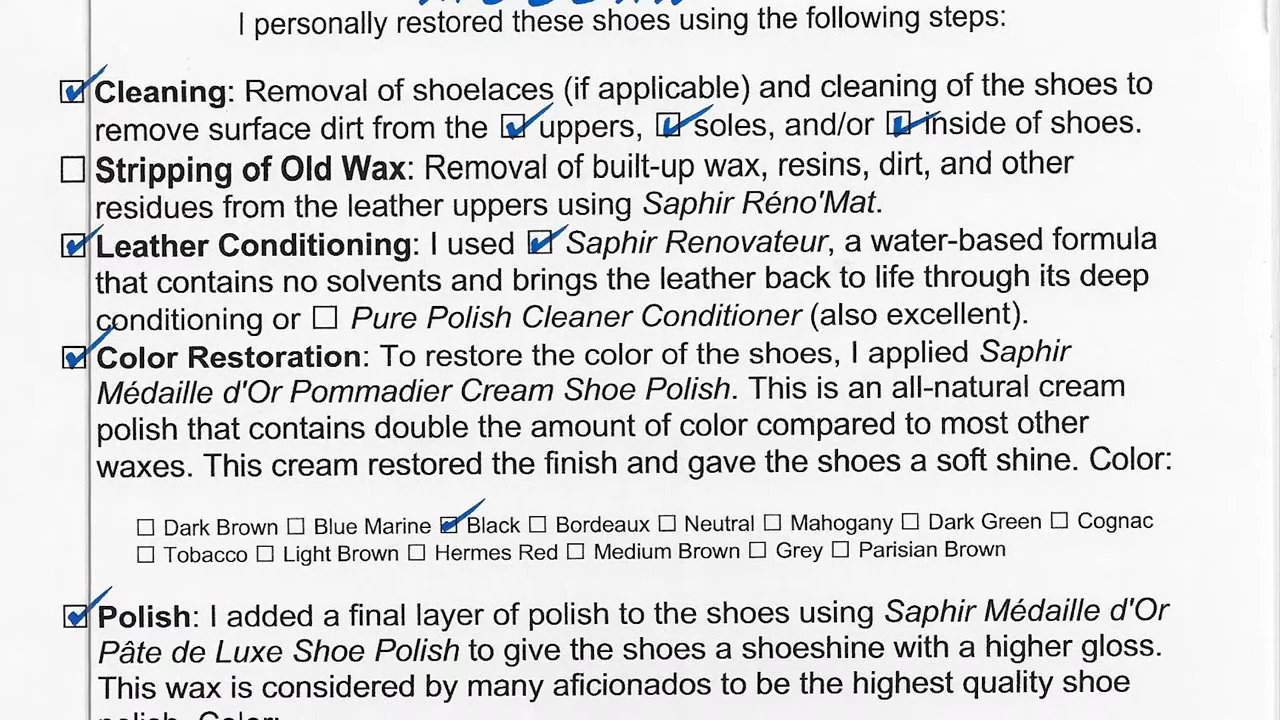 I personally restored these shoes using the following steps:
☑ Cleaning: Removal of shoelaces (if applicable) and cleaning of the shoes to
remove surface dirt from the ☑ uppers, ☑ soles, and/or ☑ inside of shoes.
☐ Stripping of Old Wax: Removal of built-up wax, resins, dirt, and other
residues from the leather uppers using Saphir Réno'Mat.
☑ Leather Conditioning: I used ☑ Saphir Renovateur, a water-based formula
that contains no solvents and brings the leather back to life through its deep
conditioning or ☐ Pure Polish Cleaner Conditioner (also excellent).
☑ Color Restoration: To restore the color of the shoes, I applied Saphir
Médaille d'Or Pommadier Cream Shoe Polish. This is an all-natural cream
polish that contains double the amount of color compared to most other
waxes. This cream restored the finish and gave the shoes a soft shine. Color:
☐ Dark Brown ☐ Blue Marine ☑ Black ☐ Bordeaux ☐ Neutral ☐ Mahogany ☐ Dark Green ☐ Cognac
☐ Tobacco ☐ Light Brown ☐ Hermes Red ☐ Medium Brown ☐ Grey ☐ Parisian Brown
☑ Polish: I added a final layer of polish to the shoes using Saphir Médaille d'Or
Pâte de Luxe Shoe Polish to give the shoes a shoeshine with a higher gloss.
This wax is considered by many aficionados to be the highest quality shoe
polish. Color: